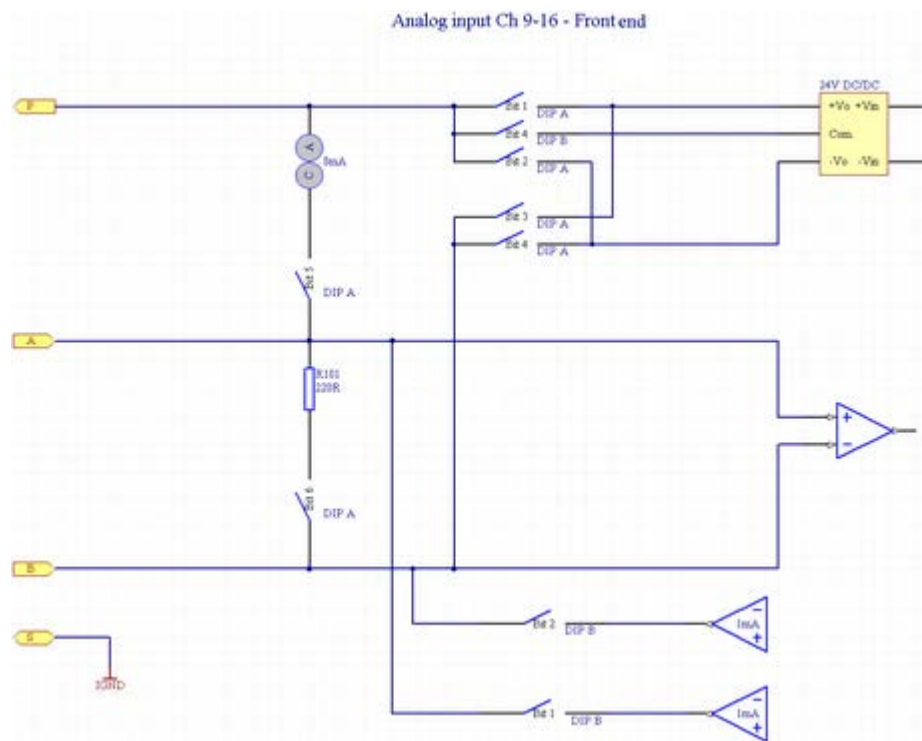 Analog input Ch 9-16 - Front end
24V DC/DC
P
Bit 1
DIP A
+Vo +Vin
Bit 4
DIP B
Com.
A
8mA
Bit 2
DIP A
-Vo -Vin
C
Bit 3
DIP A
Bit 4
DIP A
Bit 5
DIP A
A
R101
220R
+
-
Bit 6
DIP A
B
-
Bit 2
DIP B
1mA
+
S
IGND
-
Bit 1
DIP B
1mA
+